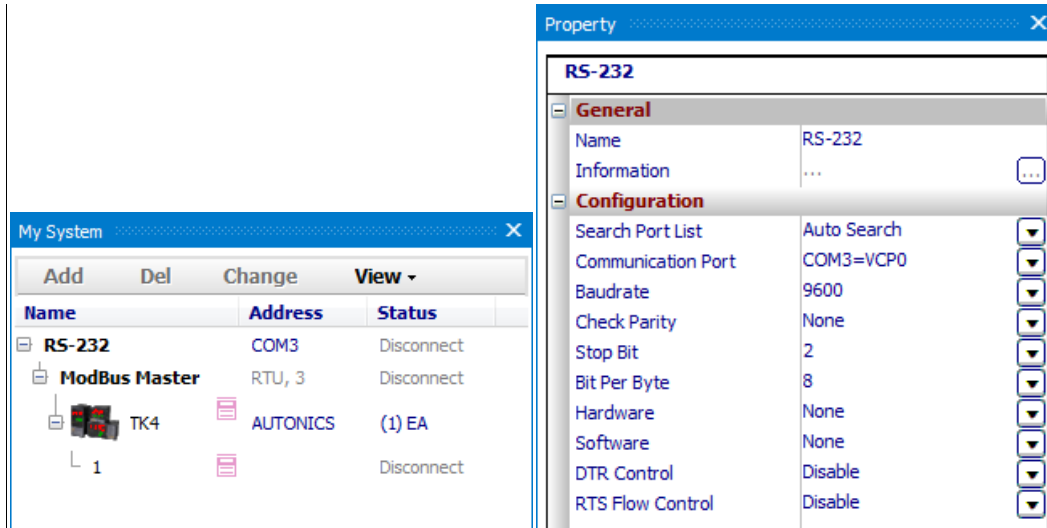 My System
Add Del Change View
Name Address Status
RS-232 COM3 Disconnect
ModBus Master RTU, 3 Disconnect
TK4 AUTONICS (1) EA
1 Disconnect
Property
RS-232
General
Name RS-232
Information ... ...
Configuration
Search Port List Auto Search
Communication Port COM3=VCP0
Baudrate 9600
Check Parity None
Stop Bit 2
Bit Per Byte 8
Hardware None
Software None
DTR Control Disable
RTS Flow Control Disable